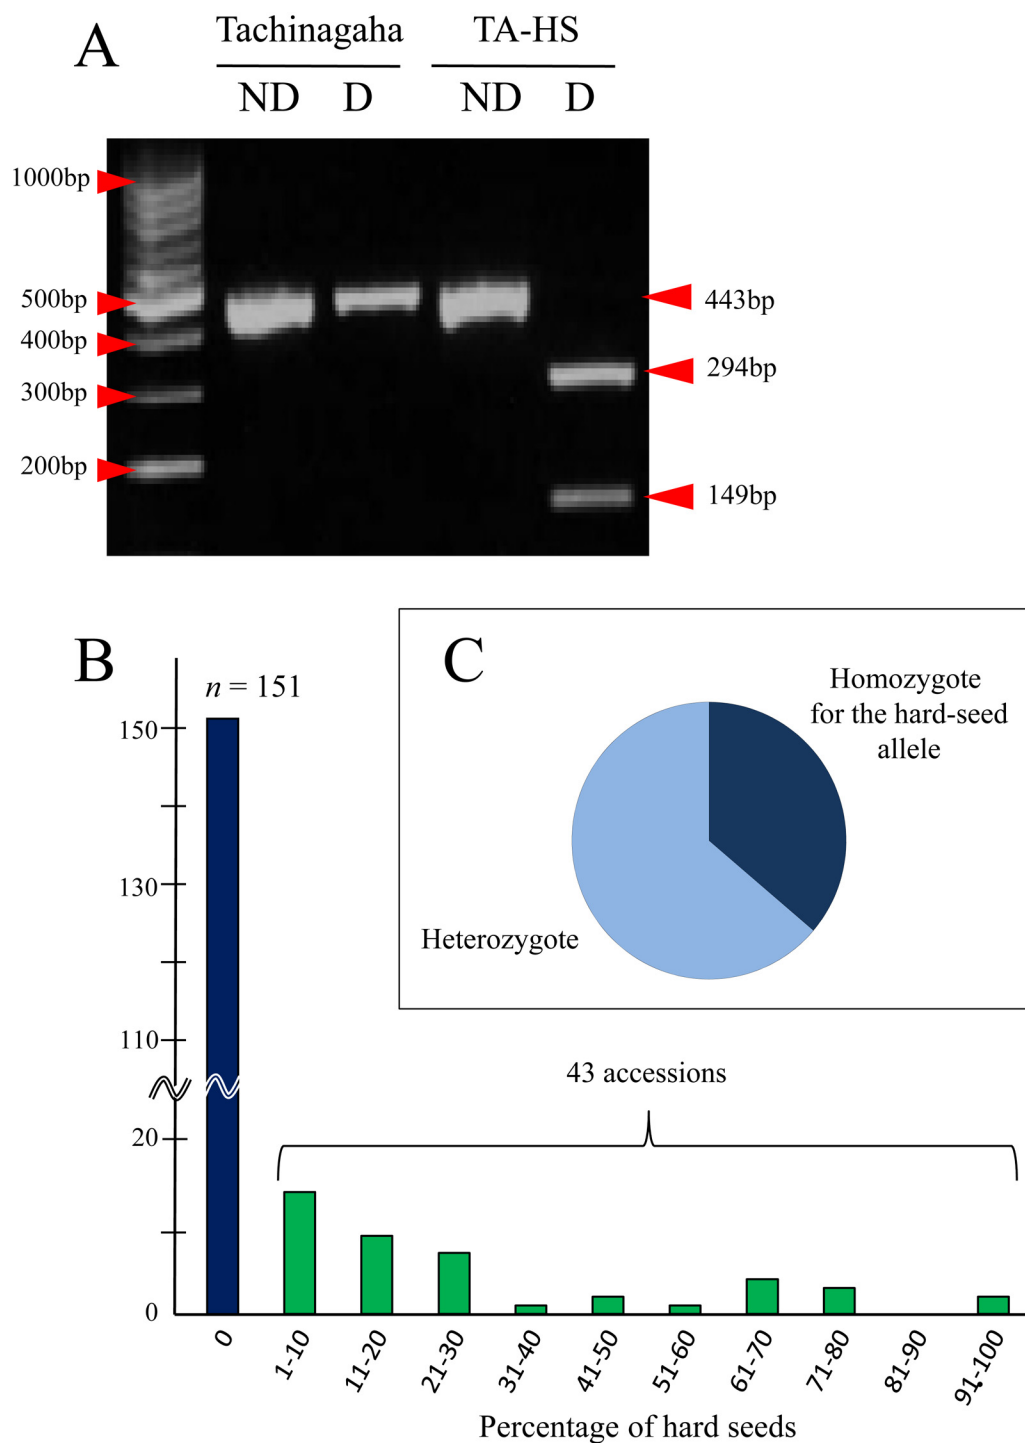 A
Tachinagaha TA-HS
ND D ND D
1000bp
500bp
400bp
300bp
200bp
443bp
294bp
149bp
B
n = 151
150
130
110
20
0
C
Homozygote
for the hard-seed
allele
Heterozygote
43 accessions
0 1-10 11-20 21-30 31-40 41-50 51-60 61-70 71-80 81-90 91-100
Percentage of hard seeds